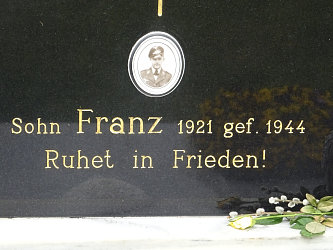 Sohn Franz 1921 gef. 1944
Ruhet in Frieden!